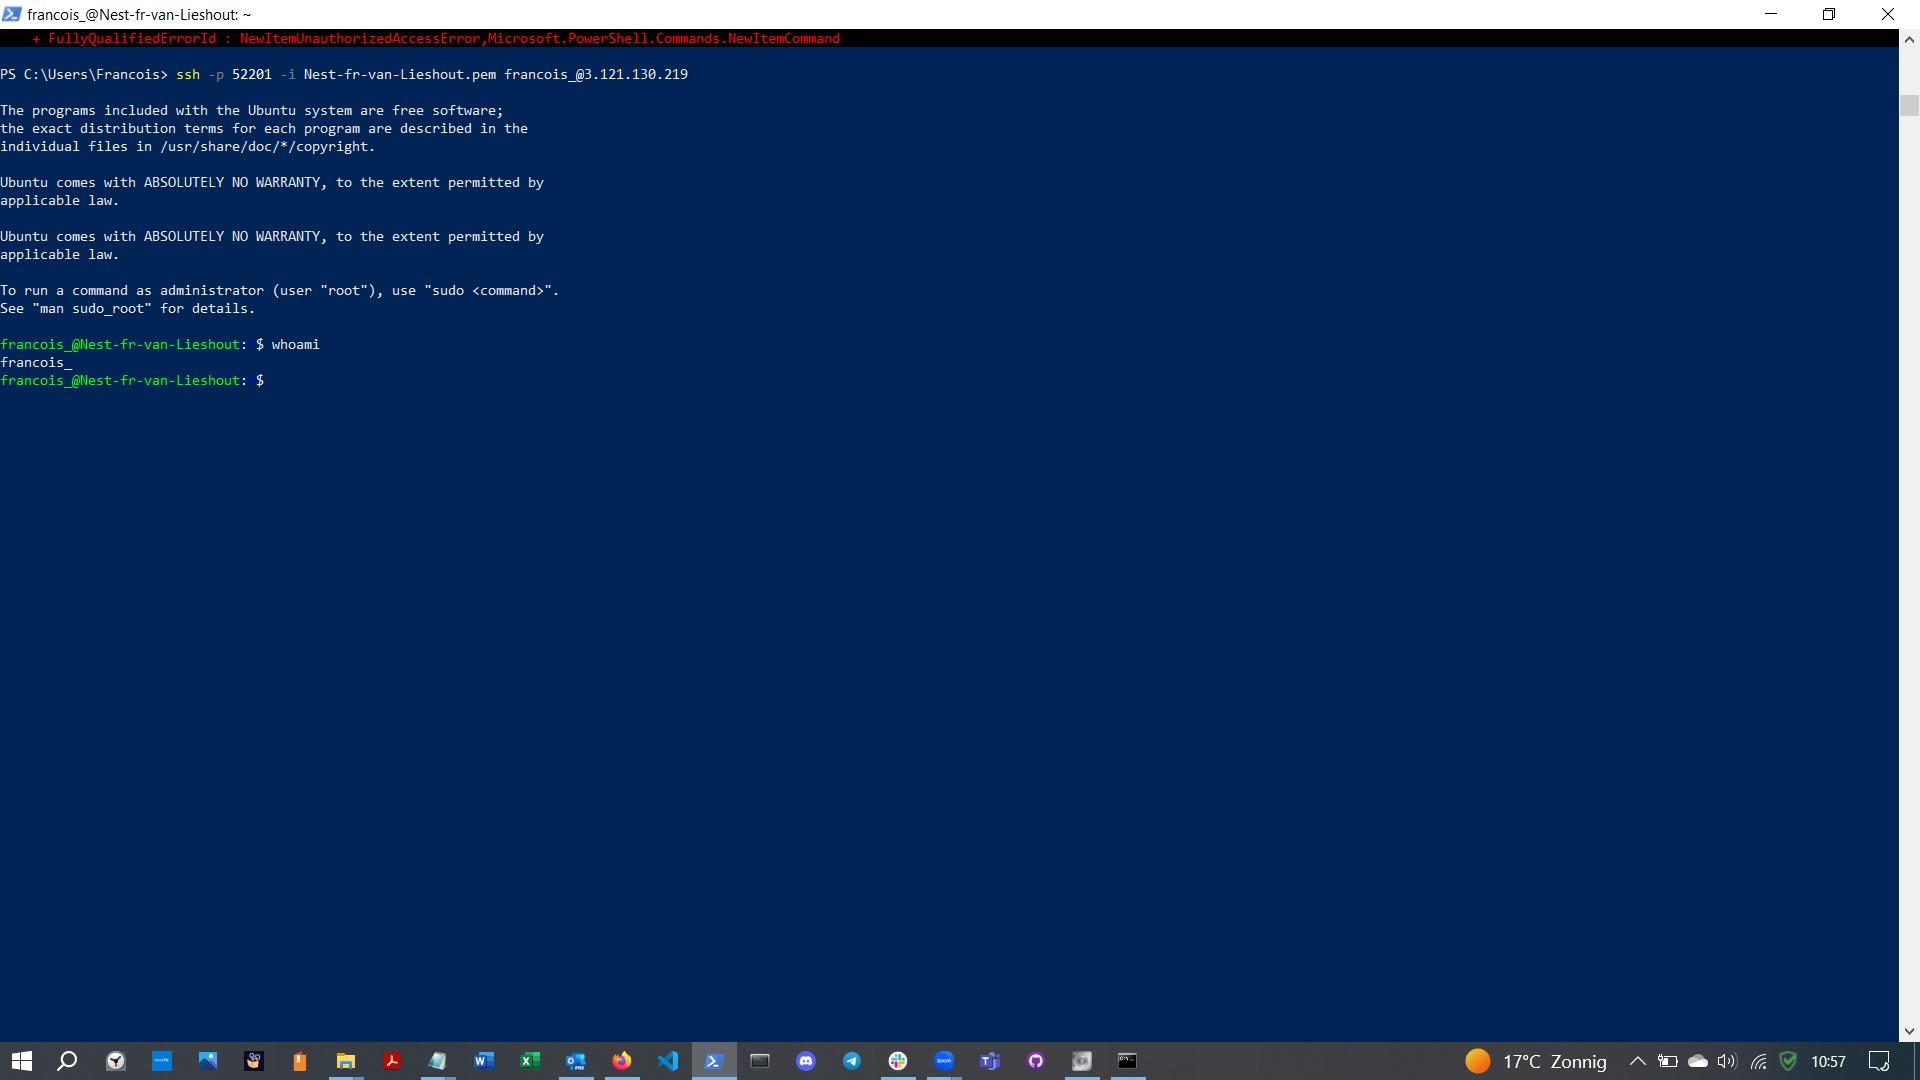 francois_@Nest-fr-van-Lieshout: ~
+ FullyQualifiedErrorId : NewItemUnauthorizedAccessError,Microsoft.PowerShell.Commands.NewItemCommand
PS C:\Users\Francois> ssh -p 52201 -i Nest-fr-van-Lieshout.pem francois_@3.121.130.219
The programs included with the Ubuntu system are free software;
the exact distribution terms for each program are described in the
individual files in /usr/share/doc/*/copyright.
Ubuntu comes with ABSOLUTELY NO WARRANTY, to the extent permitted by
applicable law.
Ubuntu comes with ABSOLUTELY NO WARRANTY, to the extent permitted by
applicable law.
To run a command as administrator (user "root"), use "sudo <command>".
See "man sudo_root" for details.
francois_@Nest-fr-van-Lieshout: $ whoami
francois_
francois_@Nest-fr-van-Lieshout: $
17°C Zonnig
10:57